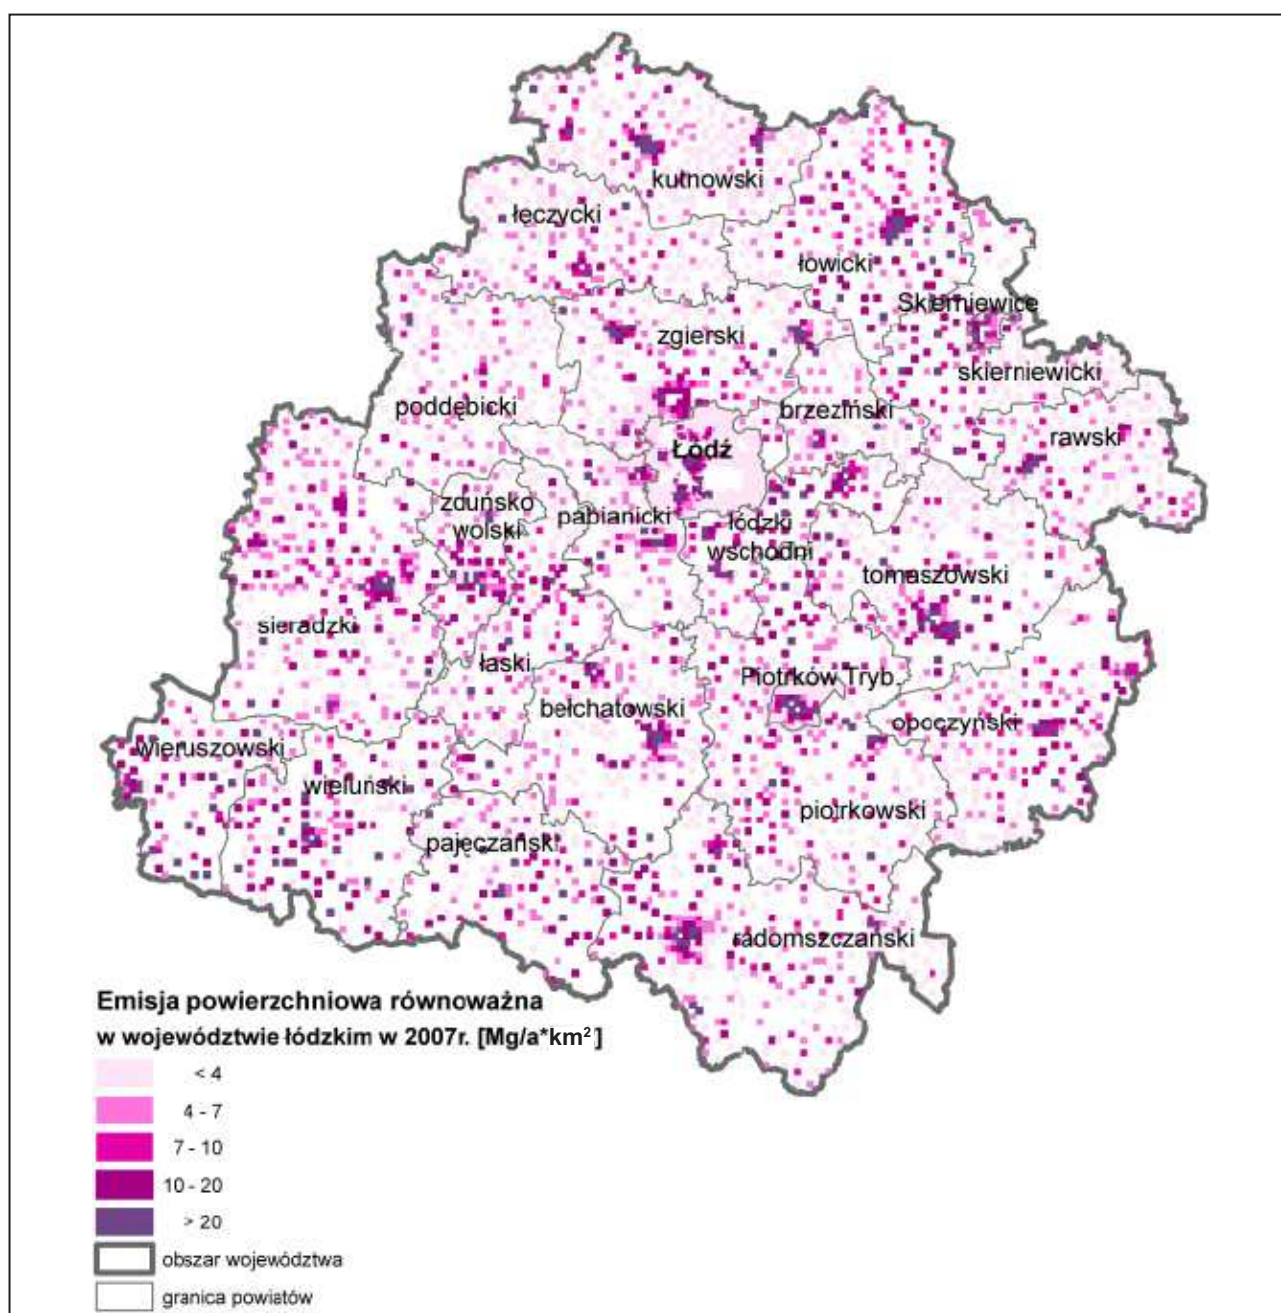 kutnowski
łęczycki
łowicki
Skierniewice
zgierski
skierniewicki
poddębicki
brzeziński
rawski
Łódź
zduńsko
wolski
pabianicki
łódzki
wschodni
tomaszowski
sieradzki
łaski
Piotrków Tryb.
bełchatowski
opoczyński
wieruszowski
wieluński
piotrkowski
pajęczański
radomszczański
Emisja powierzchniowa równoważna
w województwie łódzkim w 2007r. [Mg/a*km²]
< 4
4 - 7
7 - 10
10 - 20
> 20
obszar województwa
granica powiatów